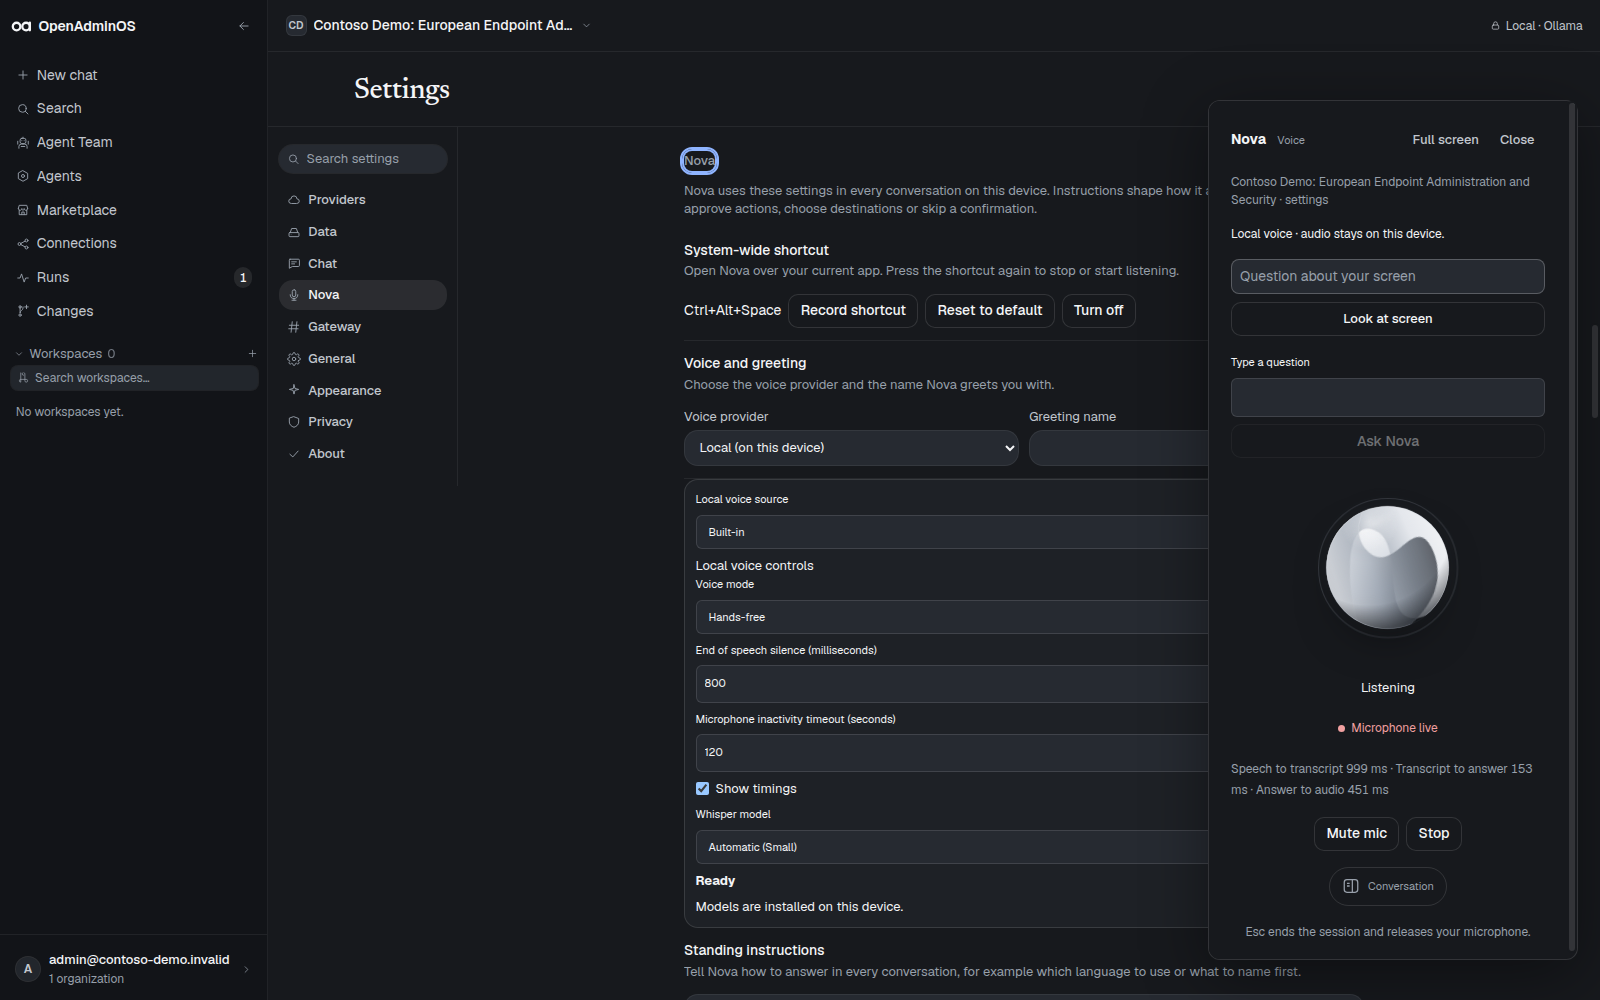 OpenAdminOS
New chat
Search
Agent Team
Agents
Marketplace
Connections
Runs
1
Changes
Workspaces 0
Search workspaces...
No workspaces yet.
A
admin@contoso-demo.invalid
1 organization
CD
Contoso Demo: European Endpoint Ad...
Local · Ollama
Settings
Search settings
Providers
Data
Chat
Nova
Gateway
General
Appearance
Privacy
About
Nova
Nova uses these settings in every conversation on this device. Instructions shape how it
approve actions, choose destinations or skip a confirmation.
System-wide shortcut
Open Nova over your current app. Press the shortcut again to stop or start listening.
Ctrl+Alt+Space
Record shortcut
Reset to default
Turn off
Voice and greeting
Choose the voice provider and the name Nova greets you with.
Voice provider
Greeting name
Local (on this device)
Local voice source
Built-in
Local voice controls
Voice mode
Hands-free
End of speech silence (milliseconds)
800
Microphone inactivity timeout (seconds)
120
Show timings
Whisper model
Automatic (Small)
Ready
Models are installed on this device.
Standing instructions
Tell Nova how to answer in every conversation, for example which language to use or what to name first.
Nova Voice
Full screen
Close
Contoso Demo: European Endpoint Administration and
Security · settings
Local voice · audio stays on this device.
Question about your screen
Look at screen
Type a question
Ask Nova
Listening
Microphone live
Speech to transcript 999 ms · Transcript to answer 153
ms · Answer to audio 451 ms
Mute mic
Stop
Conversation
Esc ends the session and releases your microphone.